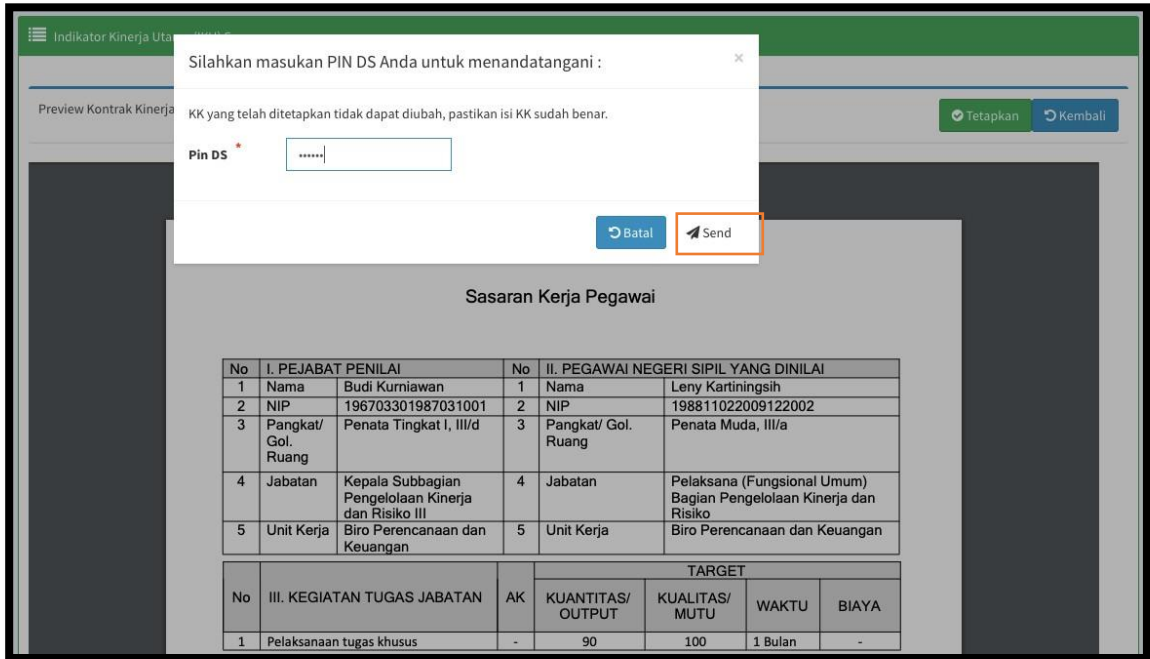 Indikator Kinerja Uta
Silahkan masukan PIN DS Anda untuk menandatangani :
×
Preview Kontrak Kinerja
KK yang telah ditetapkan tidak dapat diubah, pastikan isi KK sudah benar.
Tetapkan Kembali
Pin DS * ••••••
Batal Send
Sasaran Kerja Pegawai
No I. PEJABAT PENILAI No II. PEGAWAI NEGERI SIPIL YANG DINILAI
1 Nama Budi Kurniawan 1 Nama Leny Kartiningsih
2 NIP 196703301987031001 2 NIP 198811022009122002
3 Pangkat/ Penata Tingkat I, III/d 3 Pangkat/ Gol. Penata Muda, III/a
Gol. Ruang
Ruang
4 Jabatan Kepala Subbagian 4 Jabatan Pelaksana (Fungsional Umum)
Pengelolaan Kinerja Bagian Pengelolaan Kinerja dan
dan Risiko III Risiko
5 Unit Kerja Biro Perencanaan dan 5 Unit Kerja Biro Perencanaan dan Keuangan
Keuangan
TARGET
No III. KEGIATAN TUGAS JABATAN AK KUANTITAS/ KUALITAS/ WAKTU BIAYA
OUTPUT MUTU
1 Pelaksanaan tugas khusus - 90 100 1 Bulan -